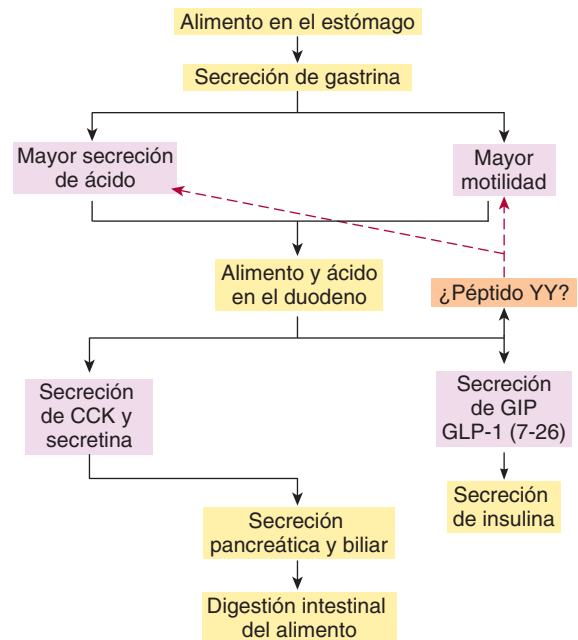 Alimento en el estómago
Secreción de gastrina
Mayor secreción
de ácido
Mayor
motilidad
Alimento y ácido
en el duodeno
¿Péptido YY?
Secreción
de CCK y
secretina
Secreción
de GIP
GLP-1 (7-26)
Secreción
de insulina
Secreción
pancreática y biliar
Digestión intestinal
del alimento